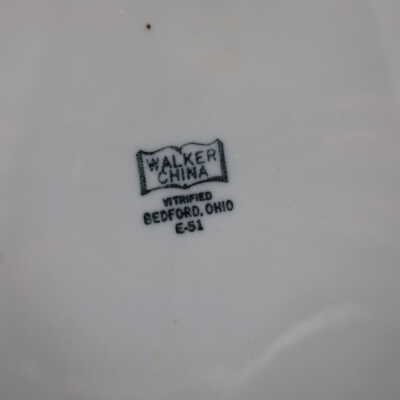 WALKER
CHINA
VITRIFIED
BEDFORD, OHIO
E-51